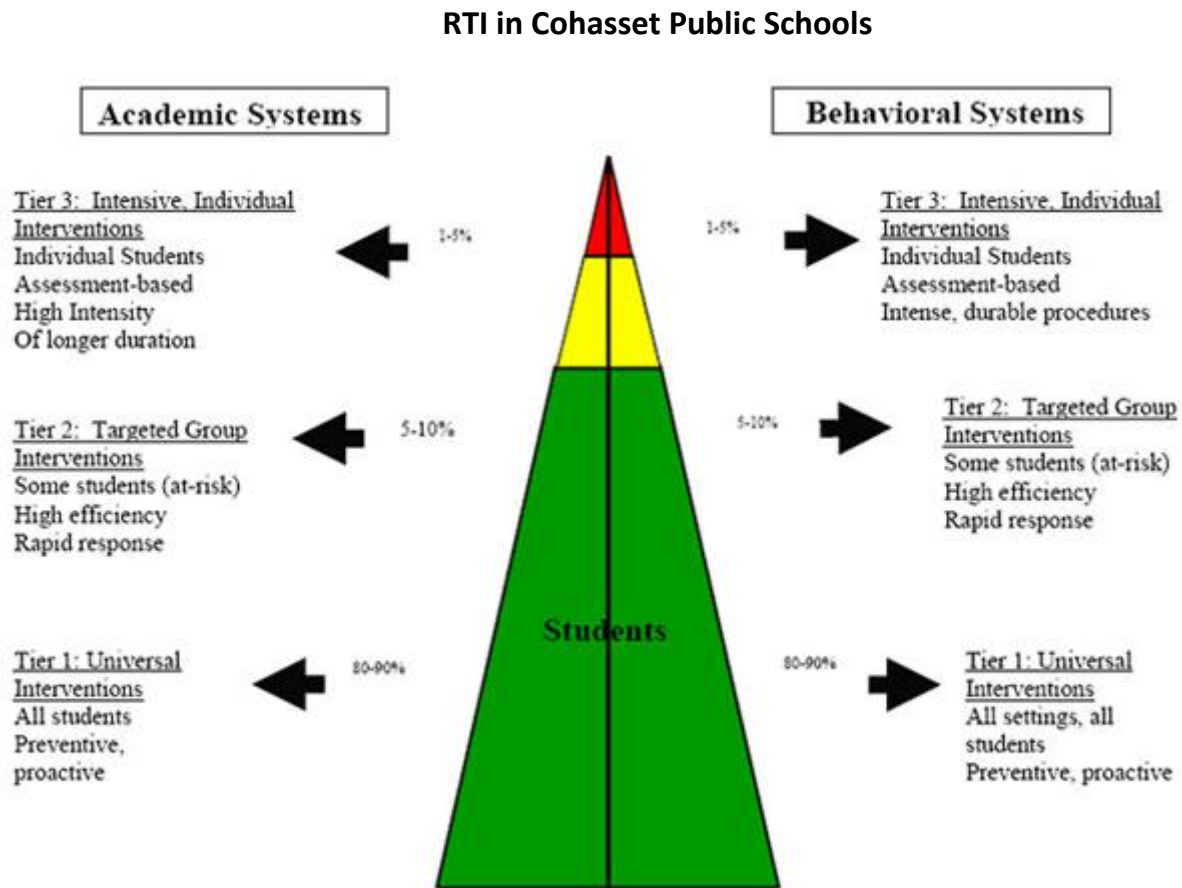 RTI in Cohasset Public Schools
Academic Systems
Tier 3: Intensive, Individual
Interventions
Individual Students
Assessment-based
High Intensity
Of longer duration
1-5%
Tier 2: Targeted Group
Interventions
Some students (at-risk)
High efficiency
Rapid response
5-10%
Tier 1: Universal
Interventions
All students
Preventive,
proactive
80-90%
Students
Behavioral Systems
1-5%
Tier 3: Intensive, Individual
Interventions
Individual Students
Assessment-based
Intense, durable procedures
5-10%
Tier 2: Targeted Group
Interventions
Some students (at-risk)
High efficiency
Rapid response
80-90%
Tier 1: Universal
Interventions
All settings, all
students
Preventive, proactive